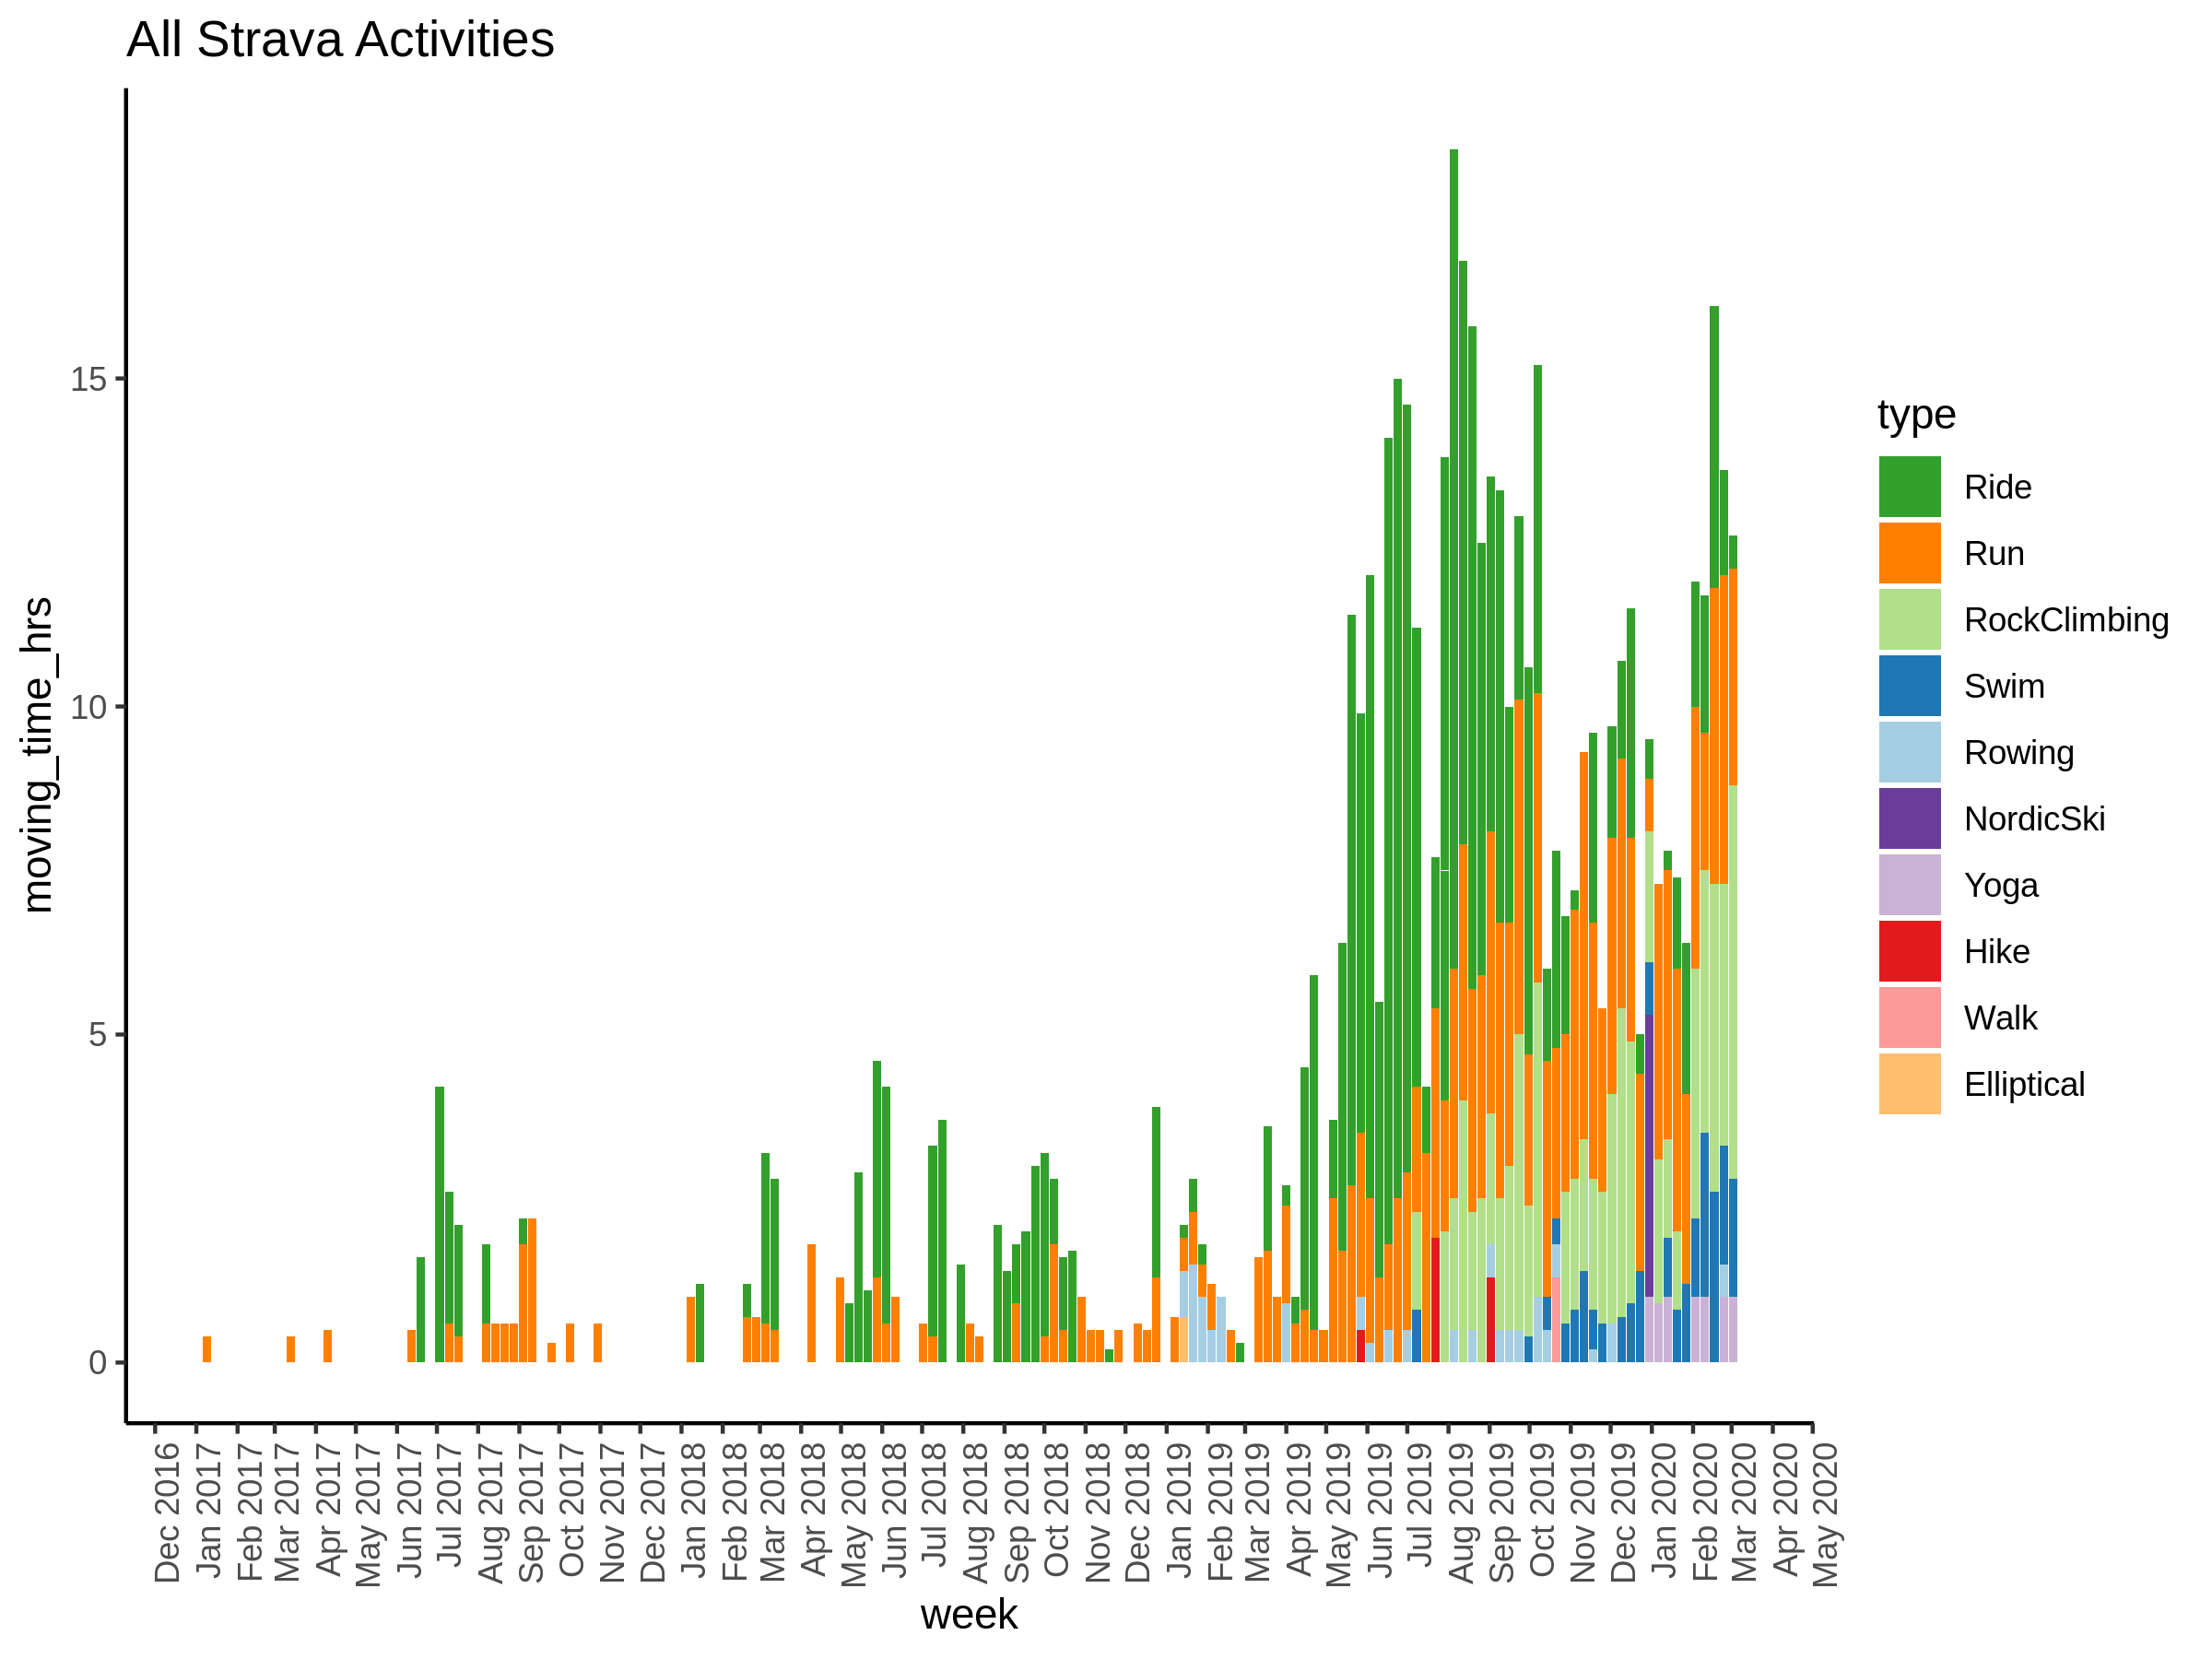 All Strava Activities
moving_time_hrs
15
10
5
0
Dec 2016
Jan 2017
Feb 2017
Mar 2017
Apr 2017
May 2017
Jun 2017
Jul 2017
Aug 2017
Sep 2017
Oct 2017
Nov 2017
Dec 2017
Jan 2018
Feb 2018
Mar 2018
Apr 2018
May 2018
Jun 2018
Jul 2018
Aug 2018
Sep 2018
Oct 2018
Nov 2018
Dec 2018
Jan 2019
Feb 2019
Mar 2019
Apr 2019
May 2019
Jun 2019
Jul 2019
Aug 2019
Sep 2019
Oct 2019
Nov 2019
Dec 2019
Jan 2020
Feb 2020
Mar 2020
Apr 2020
May 2020
week
type
Ride
Run
RockClimbing
Swim
Rowing
NordicSki
Yoga
Hike
Walk
Elliptical